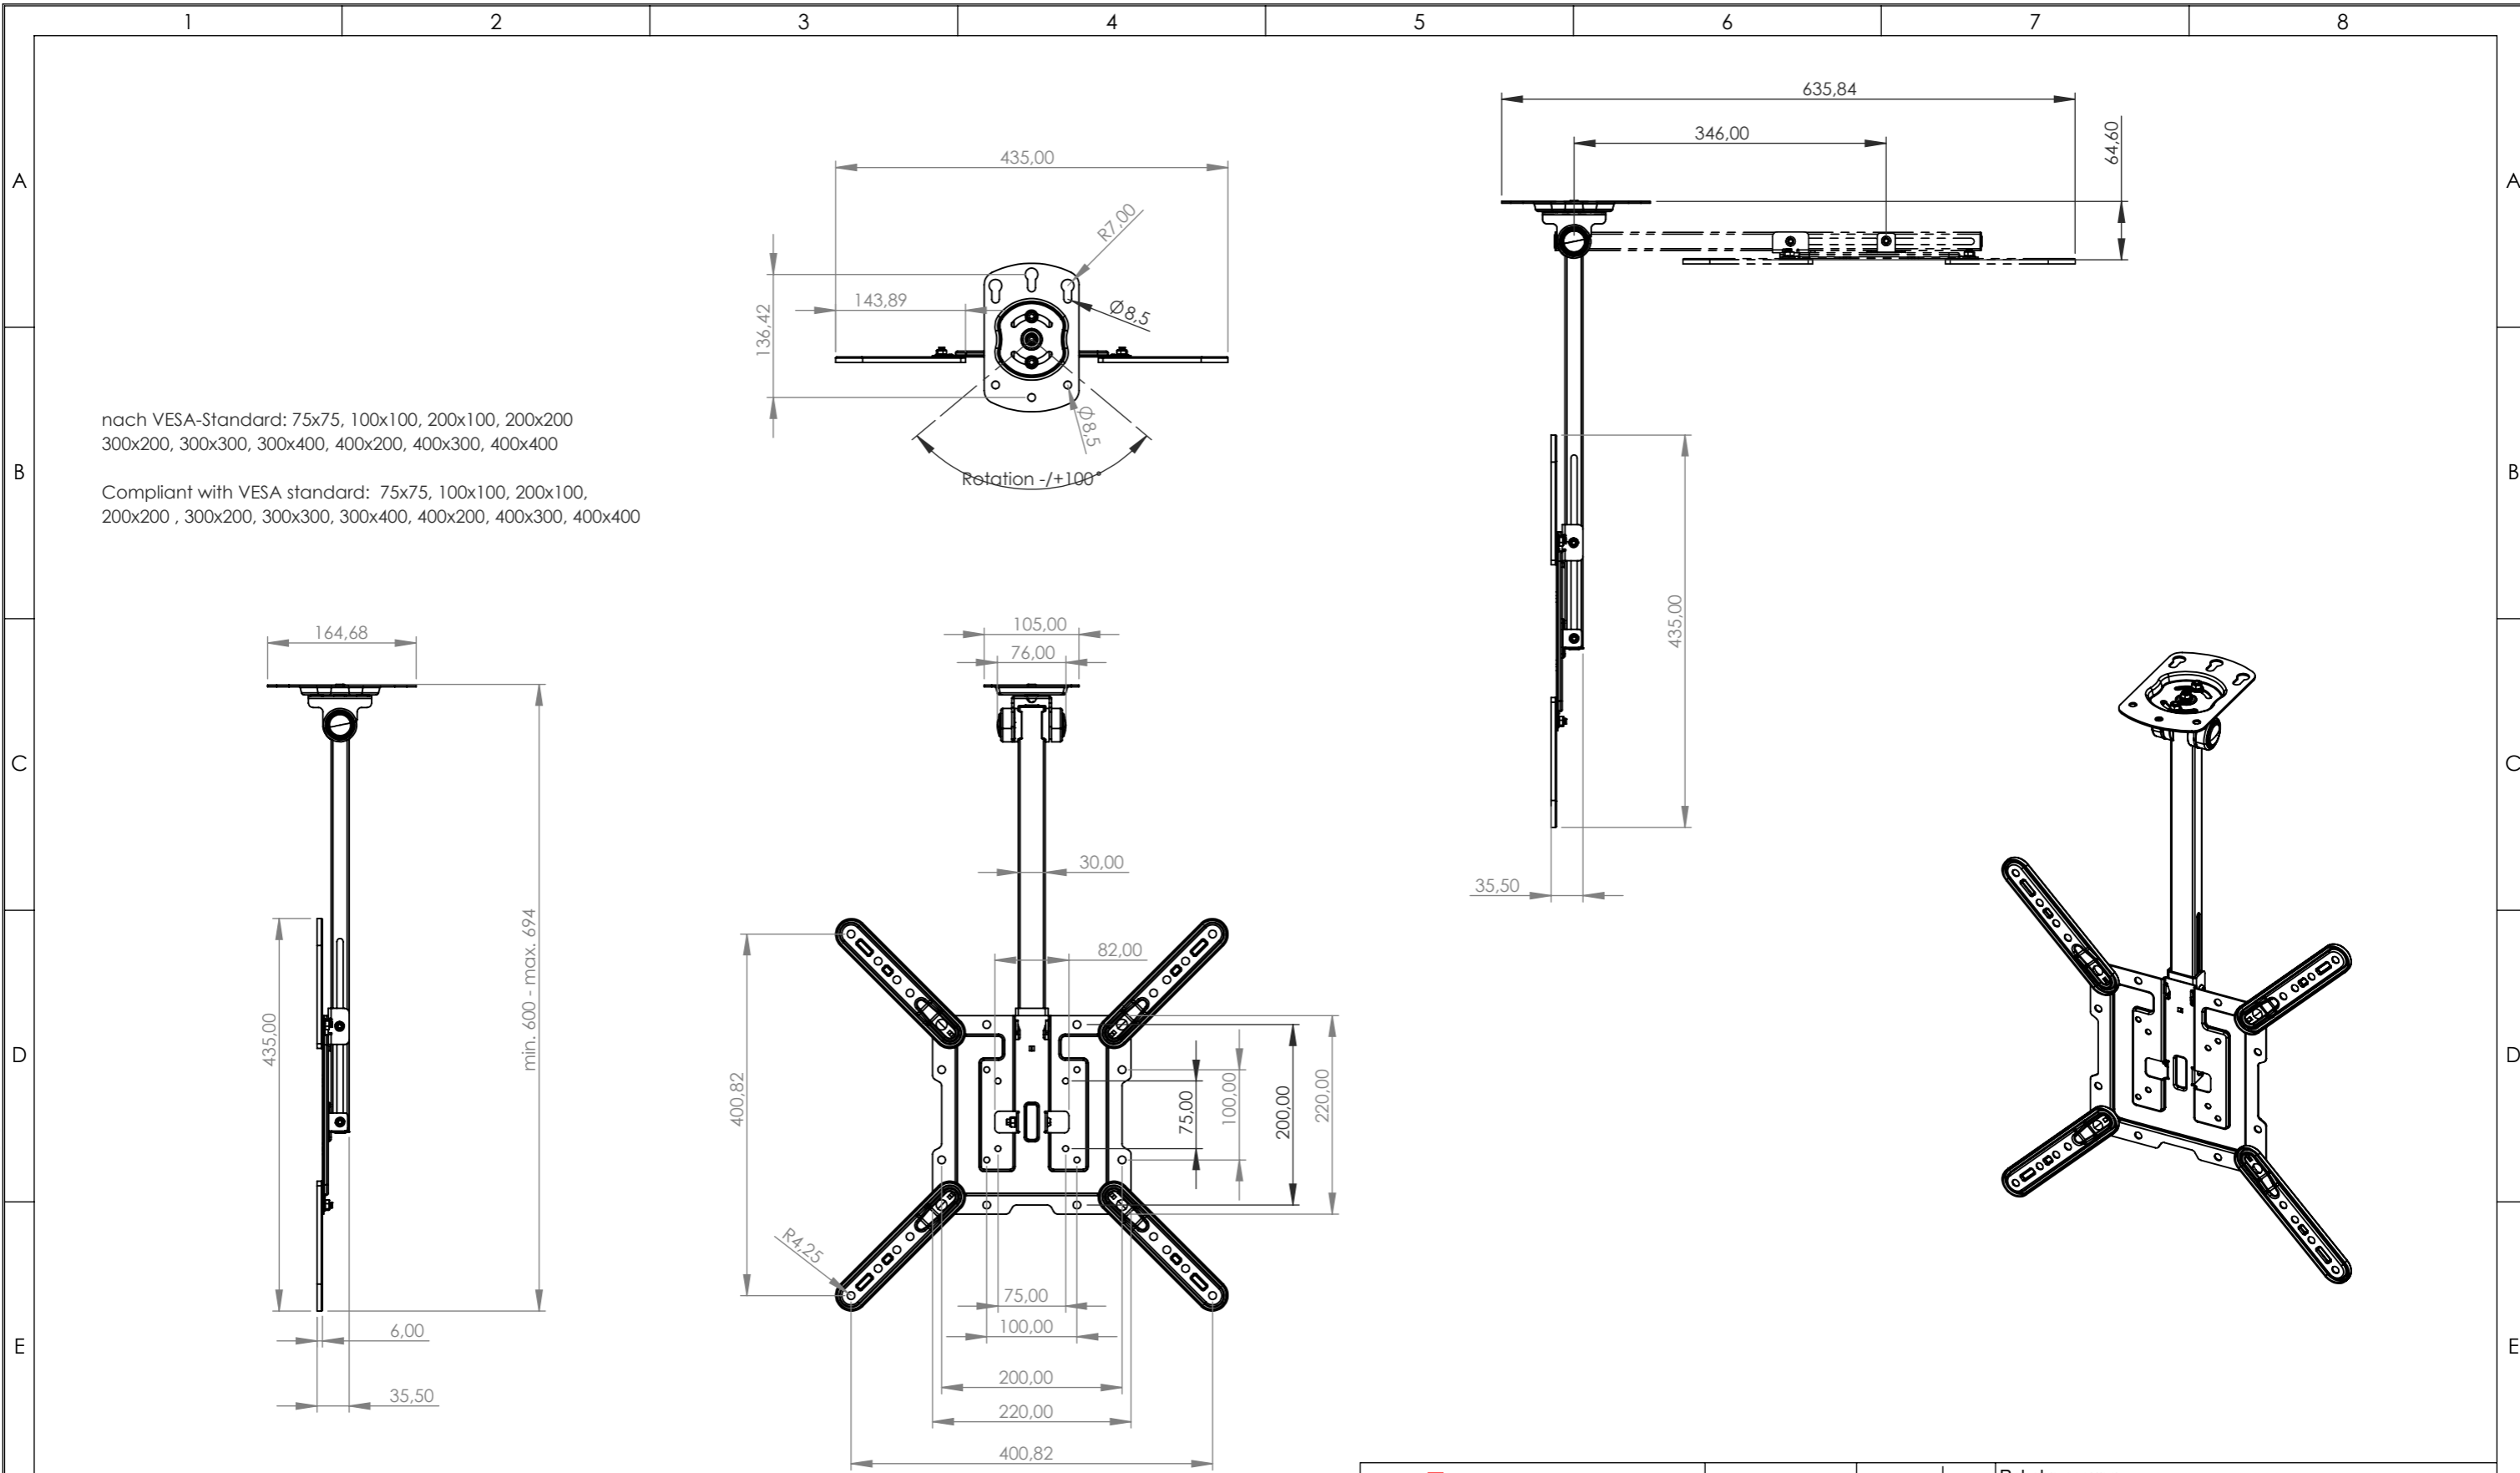 1 2 3 4 5 6 7 8
635,84
346,00
64,60
435,00
A
A
R7,00
143,89
Ø8,5
136,42
nach VESA-Standard: 75x75, 100x100, 200x100, 200x200
300x200, 300x300, 300x400, 400x200, 400x300, 400x400
Ø8,5
B
Rotation -/+100°
B
Compliant with VESA standard: 75x75, 100x100, 200x100,
200x200 , 300x200, 300x300, 300x400, 400x200, 400x300, 400x400
435,00
164,68
105,00
76,00
C
C
30,00
35,50
min. 600 - max. 694
82,00
435,00
D
400,82
75,00
100,00
200,00
220,00
D
R4,25
75,00
6,00
100,00
E
E
200,00
35,50
220,00
400,82